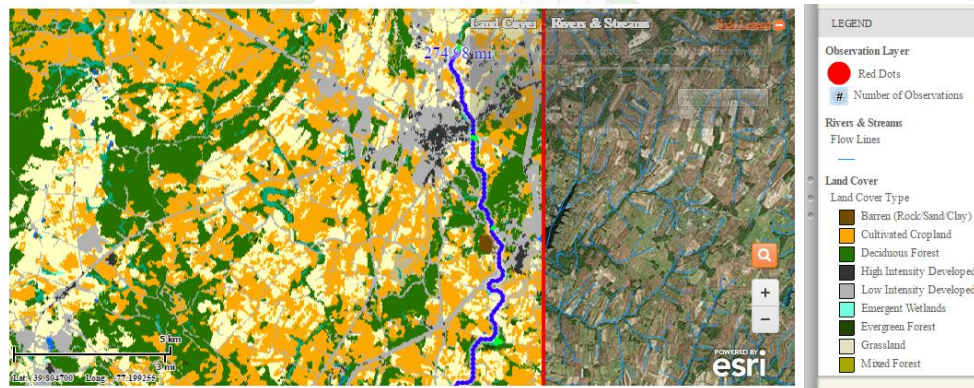 Land Cover
Rivers & Streams
274.98 mi
5 km
3 mi
Lat: 39.804700 Long: -77.199255
+
−
POWERED BY
esri
LEGEND
Observation Layer
Red Dots
# Number of Observations
Rivers & Streams
Flow Lines
Land Cover
Land Cover Type
Barren (Rock/Sand/Clay)
Cultivated Cropland
Deciduous Forest
High Intensity Developed
Low Intensity Developed
Emergent Wetlands
Evergreen Forest
Grassland
Mixed Forest